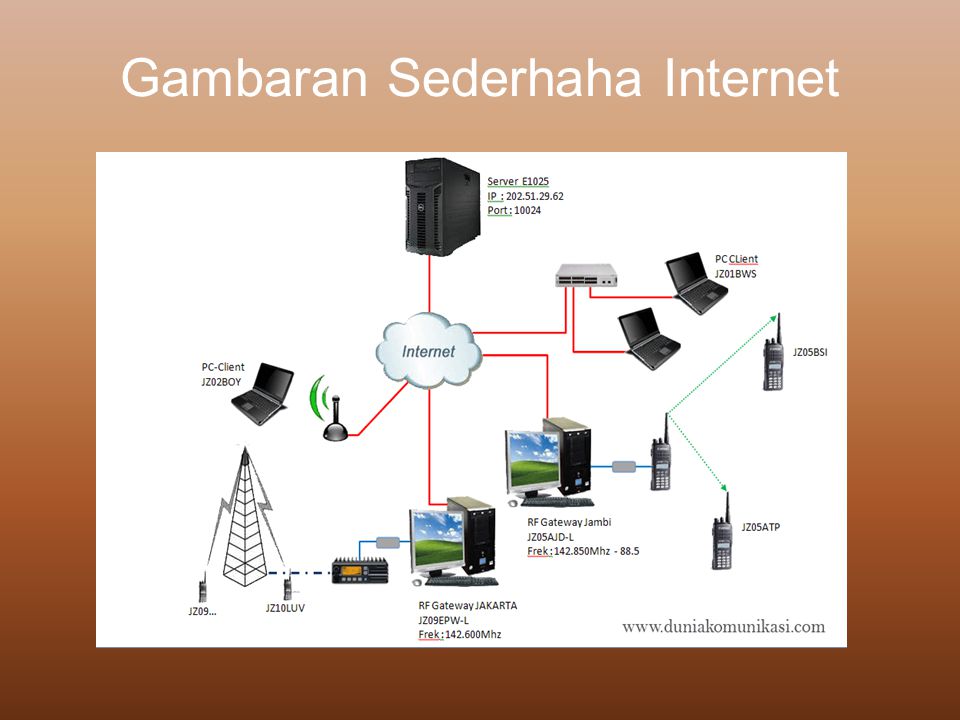 Gambaran Sederhaha Internet
Server E1025
IP : 202.51.29.62
Port : 10024
PC CLient
JZ01BWS
Internet
JZ05BSI
PC-Client
JZ02BOY
JZ05ATP
RF Gateway Jambi
JZ05AJD-L
Frek : 142.850Mhz - 88.5
JZ09...
JZ10LUV
RF Gateway JAKARTA
JZ09EPW-L
Frek : 142.600Mhz
www.duniakomunikasi.com